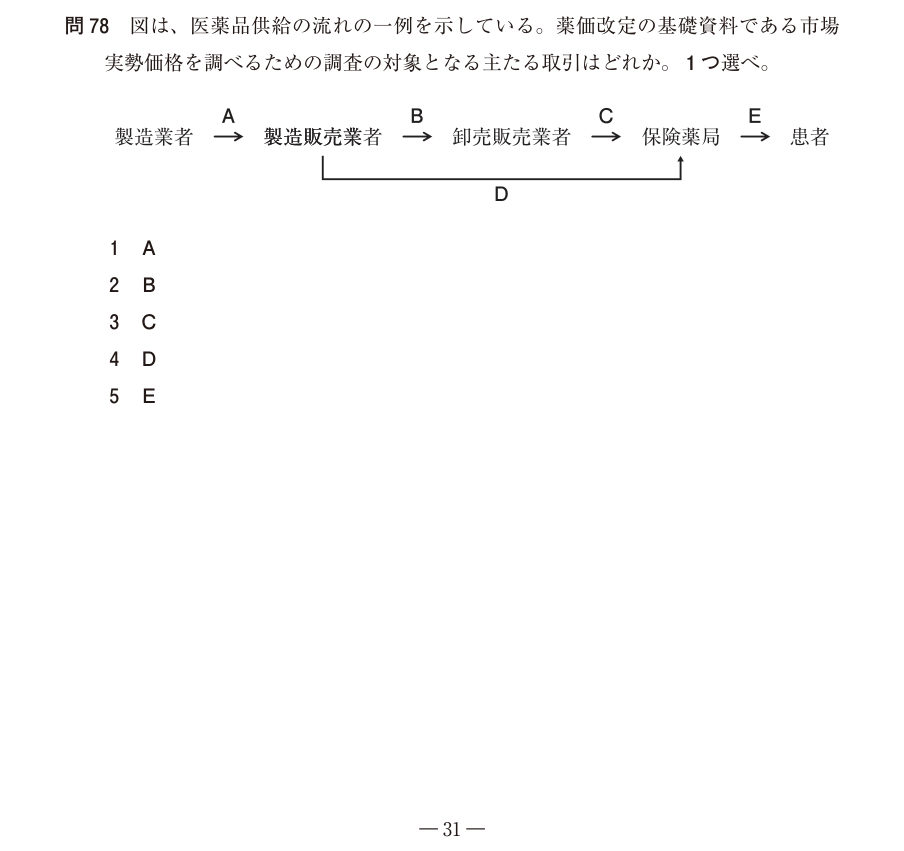 問 78　図は、医薬品供給の流れの一例を示している。薬価改定の基礎資料である市場
実勢価格を調べるための調査の対象となる主たる取引はどれか。1 つ選べ。
A B C E
製造業者 → 製造販売業者 → 卸売販売業者 → 保険薬局 → 患者
D
1 A
2 B
3 C
4 D
5 E
― 31 ―